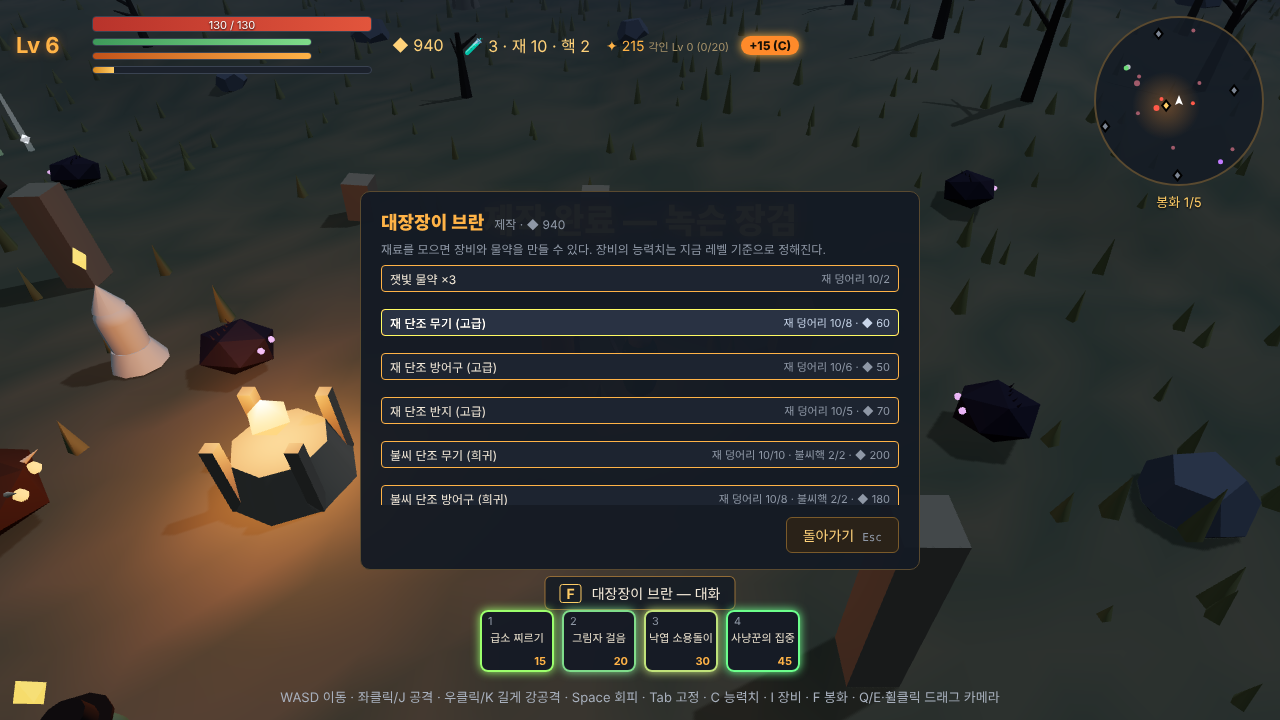 Lv 6
130 / 130
940
3 · 재 10 · 핵 2
215 각인 Lv 0 (0/20)
+15 (C)
봉화 1/5
완료 — 녹슨 장검
대장장이 브란 제작 · ◆ 940
재료를 모으면 장비와 물약을 만들 수 있다. 장비의 능력치는 지금 레벨 기준으로 정해진다.
잿빛 물약 ×3 재 덩어리 10/2
재 단조 무기 (고급) 재 덩어리 10/8 · ◆ 60
재 단조 방어구 (고급) 재 덩어리 10/6 · ◆ 50
재 단조 반지 (고급) 재 덩어리 10/5 · ◆ 70
불씨 단조 무기 (희귀) 재 덩어리 10/10 · 불씨핵 2/2 · ◆ 200
불씨 단조 방어구 (희귀) 재 덩어리 10/8 · 불씨핵 2/2 · ◆ 180
돌아가기 Esc
F 대장장이 브란 — 대화
1 급소 찌르기 15
2 그림자 걸음 20
3 낙엽 소용돌이 30
4 사냥꾼의 집중 45
WASD 이동 · 좌클릭/J 공격 · 우클릭/K 길게 강공격 · Space 회피 · Tab 고정 · C 능력치 · I 장비 · F 봉화 · Q/E·휠클릭 드래그 카메라